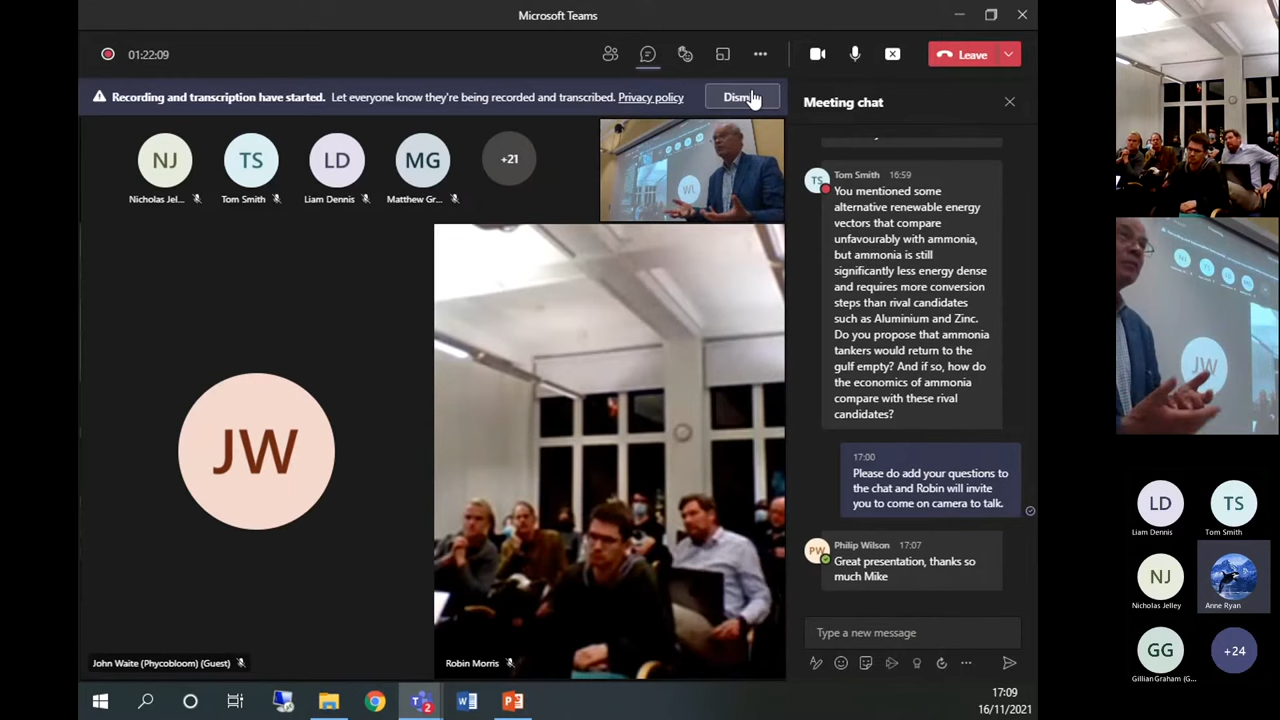 Microsoft Teams
01:22:09
Leave
Recording and transcription have started. Let everyone know they're being recorded and transcribed. Privacy policy
NJ
TS
LD
MG
+21
Nicholas Jel...
Tom Smith
Liam Dennis
Matthew Gr...
JW
John Waite (Phycobloom) (Guest)
Robin Morris
Meeting chat
TS
Tom Smith 16:59
You mentioned some
alternative renewable energy
vectors that compare
unfavourably with ammonia,
but ammonia is still
significantly less energy dense
and requires more conversion
steps than rival candidates
such as Aluminium and Zinc.
Do you propose that ammonia
tankers would return to the
gulf empty? And if so, how do
the economics of ammonia
compare with these rival
candidates?
17:00
Please do add your questions to
the chat and Robin will invite
you to come on camera to talk.
PW
Philip Wilson 17:07
Great presentation, thanks so
much Mike
Type a new message
2
17:09
16/11/2021
JW
LD
TS
Liam Dennis
Tom Smith
NJ
Nicholas Jelley
Anne Ryan
GG
+24
Gillian Graham (G...